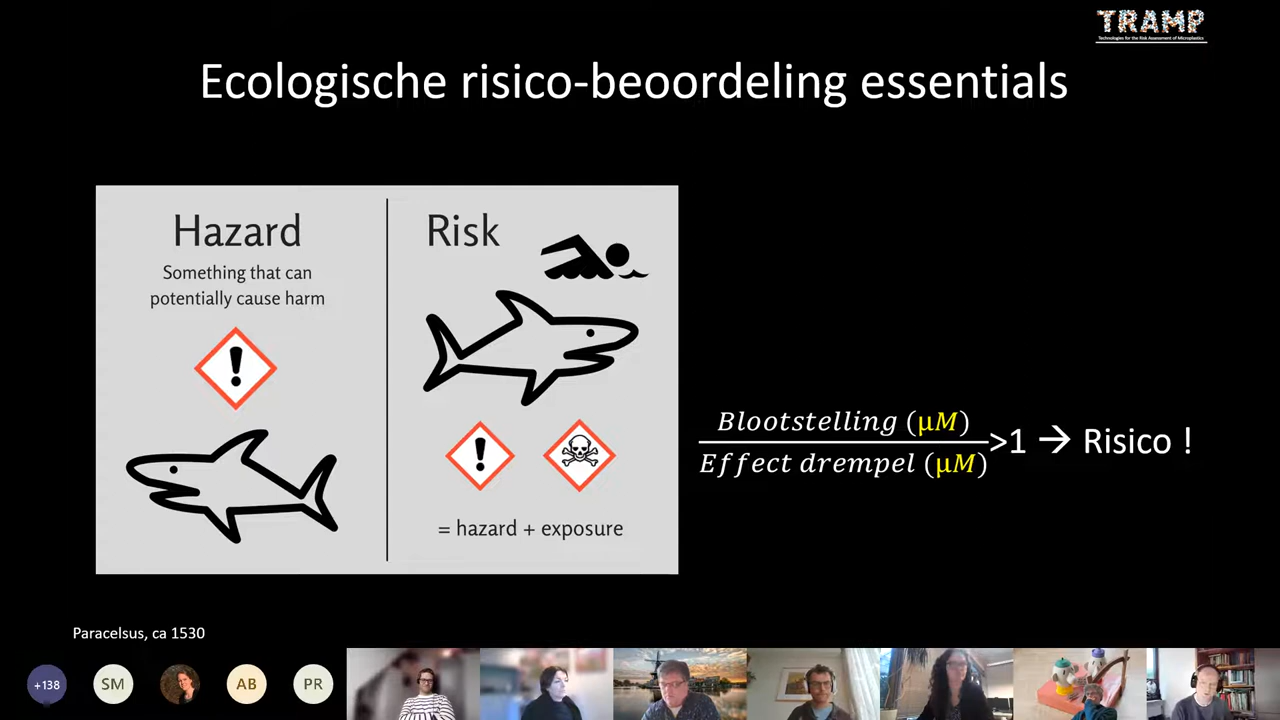 TRAMP
Technologies for the Risk Assessment of Microplastics
Ecologische risico-beoordeling essentials
Hazard
Something that can
potentially cause harm
!
Risk
!
= hazard + exposure
Blootstelling (µM)
Effect drempel (µM)
>1 → Risico !
Paracelsus, ca 1530
+138
SM
AB
PR